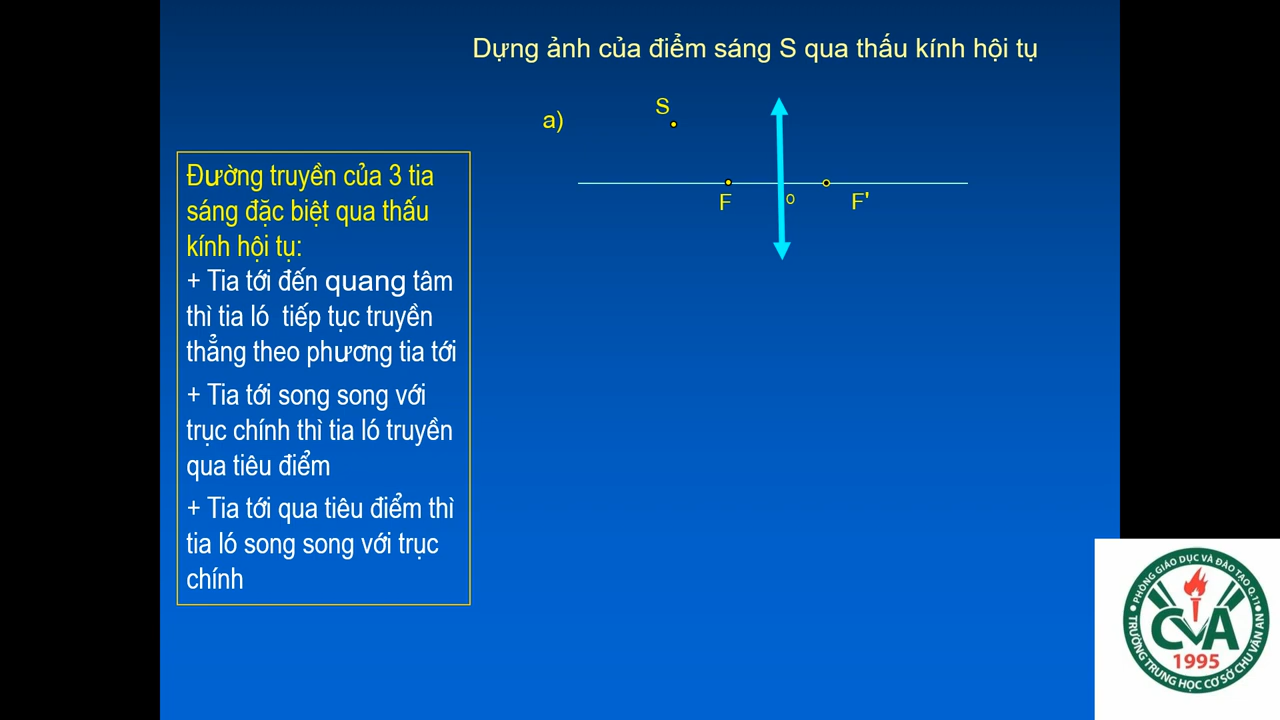 Dựng ảnh của điểm sáng S qua thấu kính hội tụ
a)
S
F
O
F'
Đường truyền của 3 tia
sáng đặc biệt qua thấu
kính hội tụ:
+ Tia tới đến quang tâm
thì tia ló tiếp tục truyền
thẳng theo phương tia tới
+ Tia tới song song với
trục chính thì tia ló truyền
qua tiêu điểm
+ Tia tới qua tiêu điểm thì
tia ló song song với trục
chính
PHÒNG GIÁO DỤC VÀ ĐÀO TẠO Q.11
CVA
1995
TRƯỜNG TRUNG HỌC CƠ SỞ CHU VĂN AN